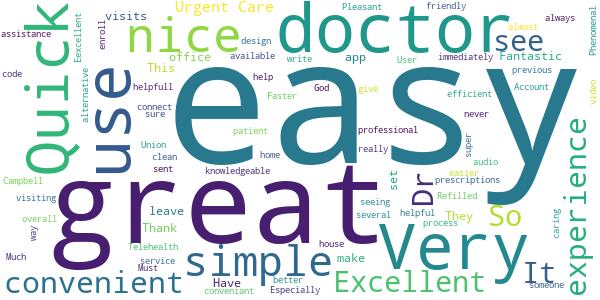 assistance
visits
Urgent Care
Pleasant
friendly
always
enroll
nice
doctor
see
almost
Phenomenal
code
Quick
Eexcellent
design
office
available
write
app
User
immediately
Fantastic
This
helpfull
help
Faster
God
give
previous
Account
alternative
use
easy
connect
sure
efficient
video
patient
professional
never
super
Union
clean
home
really
audio
sent
knowledgeable
easier
Campbell
great
set
Dr
prescriptions
experience
visiting
leave
seeing
Refilled
overall
Thank
several
helpful
They
So
caring
way
Telehealth
house
make
Very
process
Much
service
simple
better
It
Must
Have
convenient
conveniant
Especially
Excellent
someone